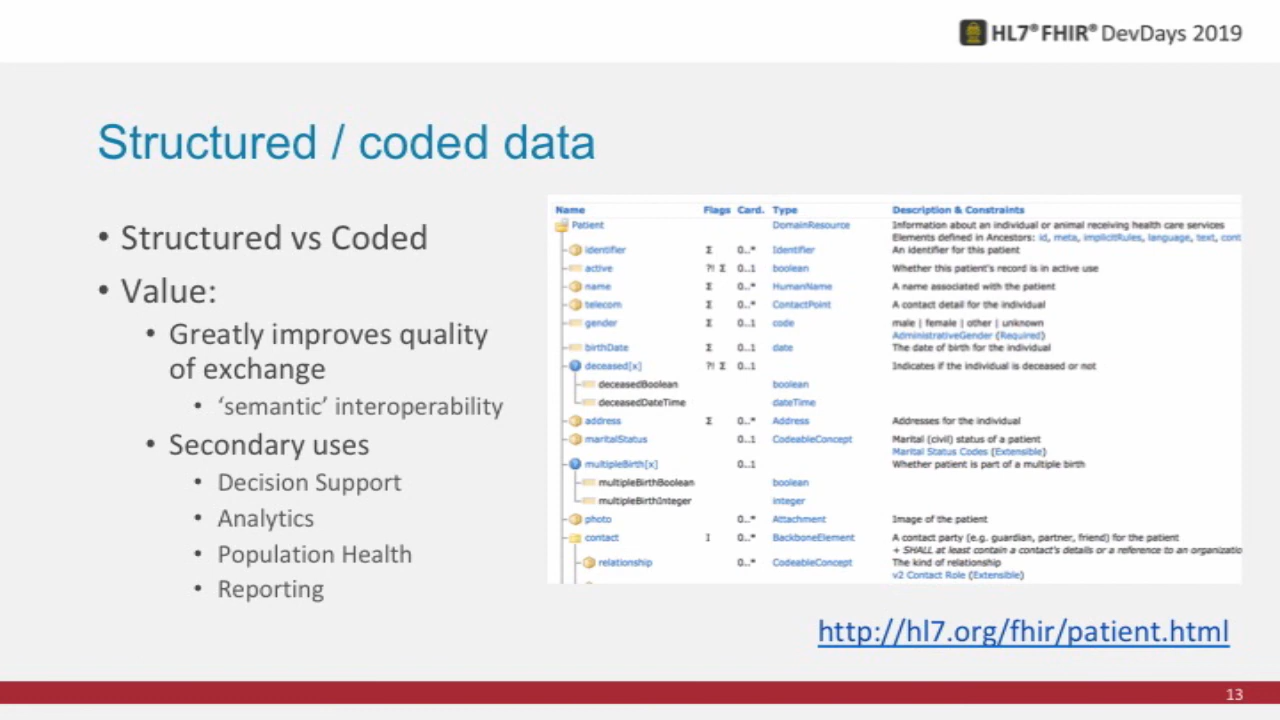 HL7® FHIR® DevDays 2019
Structured / coded data
• Structured vs Coded
• Value:
• Greatly improves quality
of exchange
• ‘semantic’ interoperability
• Secondary uses
• Decision Support
• Analytics
• Population Health
• Reporting
Name Flags Card. Type Description & Constraints
Patient DomainResource Information about an individual or animal receiving health care services
Elements defined in Ancestors: id, meta, implicitRules, language, text, cont
identifier Σ 0..* Identifier An identifier for this patient
active ?! Σ 0..1 boolean Whether this patient's record is in active use
name Σ 0..* HumanName A name associated with the patient
telecom Σ 0..* ContactPoint A contact detail for the individual
gender Σ 0..1 code male | female | other | unknown
AdministrativeGender (Required)
birthDate Σ 0..1 date The date of birth for the individual
deceased[x] ?! Σ 0..1 Indicates if the individual is deceased or not
deceasedBoolean boolean
deceasedDateTime dateTime
address Σ 0..* Address Addresses for the individual
maritalStatus 0..1 CodeableConcept Marital (civil) status of a patient
Marital Status Codes (Extensible)
multipleBirth[x] 0..1 Whether patient is part of a multiple birth
multipleBirthBoolean boolean
multipleBirthInteger integer
photo 0..* Attachment Image of the patient
contact I 0..* BackboneElement A contact party (e.g. guardian, partner, friend) for the patient
+ SHALL at least contain a contact's details or a reference to an organizatio
relationship 0..* CodeableConcept The kind of relationship
v2 Contact Role (Extensible)
http://hl7.org/fhir/patient.html
13